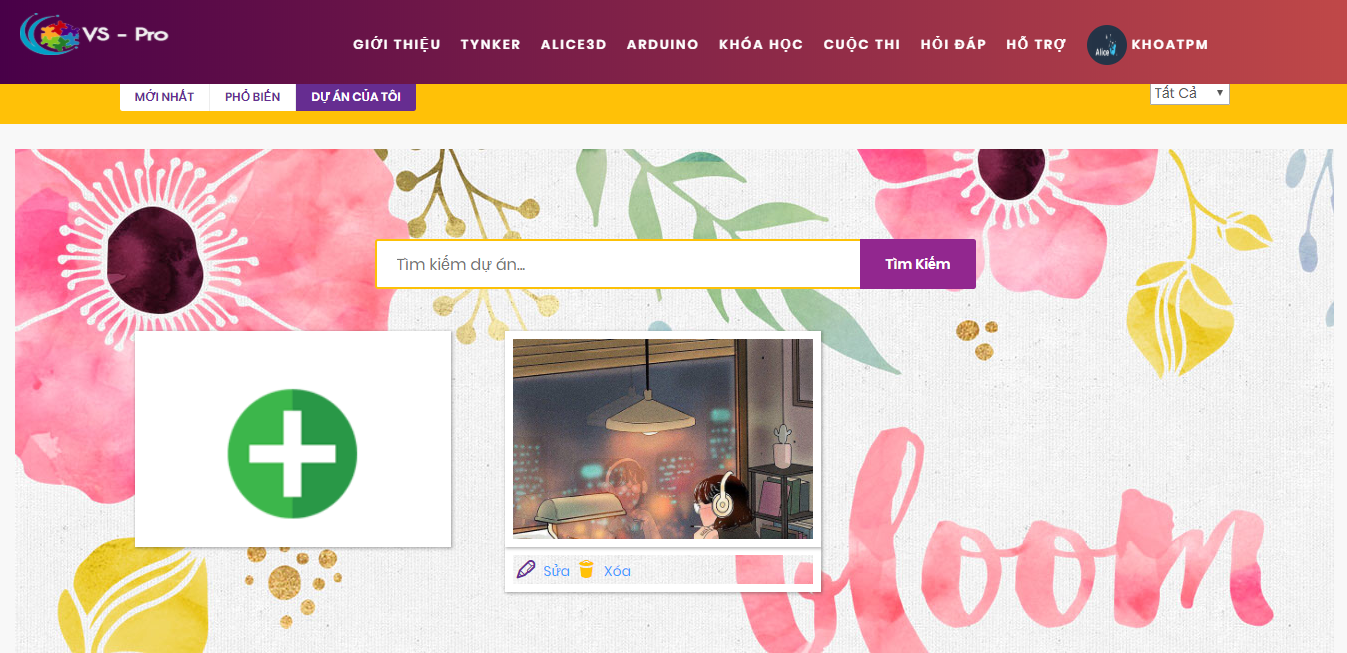 VS - Pro
GIỚI THIỆU TYNKER ALICE3D ARDUINO KHÓA HỌC CUỘC THI HỎI ĐÁP HỖ TRỢ Alice KHOATPM
MỚI NHẤT PHỔ BIẾN DỰ ÁN CỦA TÔI Tất Cả
Tìm kiếm dự án... Tìm Kiếm
Sửa Xóa
bloom